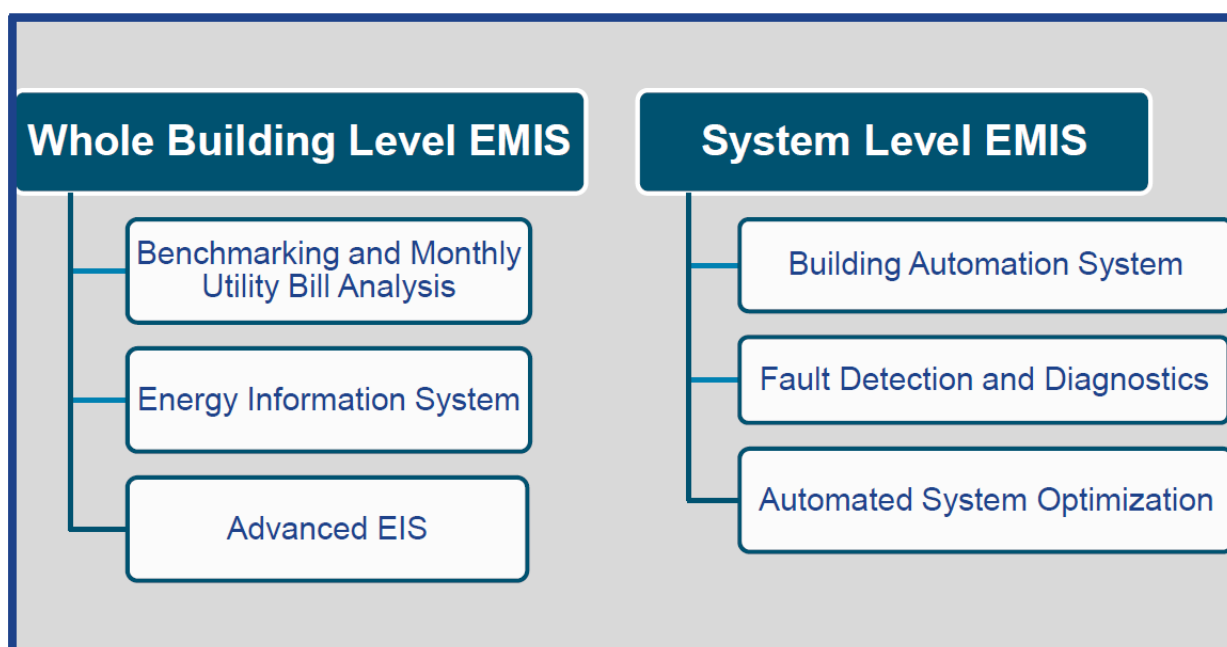 Whole Building Level EMIS
Benchmarking and Monthly
Utility Bill Analysis
Energy Information System
Advanced EIS
System Level EMIS
Building Automation System
Fault Detection and Diagnostics
Automated System Optimization